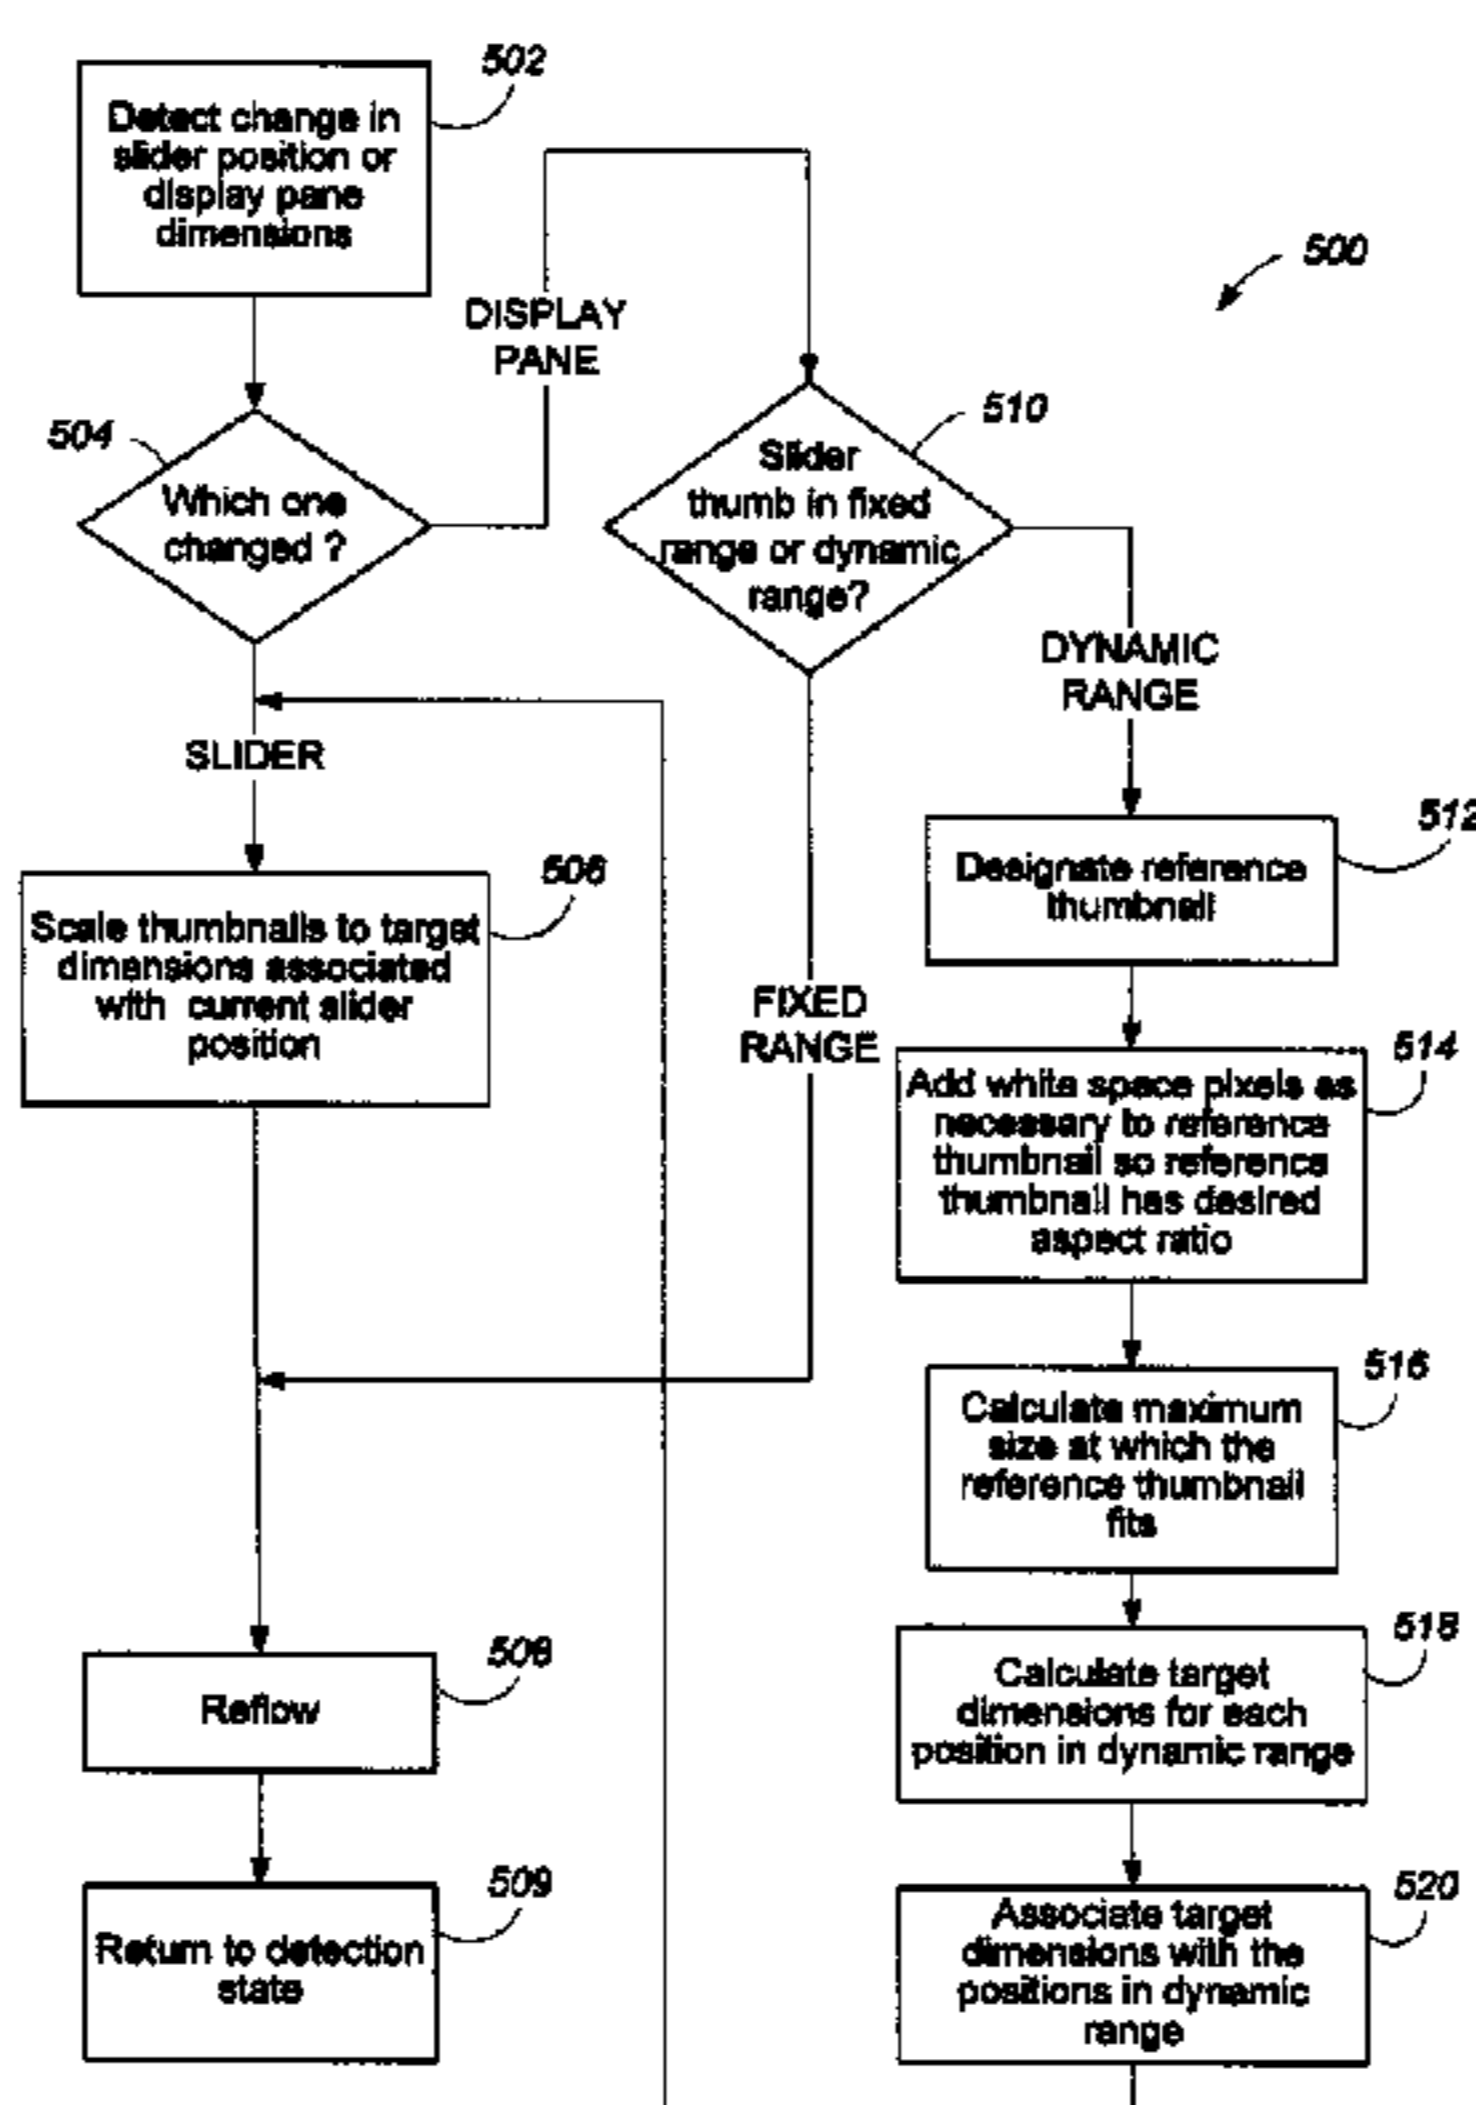 502
Detect change in
slider position or
display pane
dimensions
500
DISPLAY
PANE
504
Which one
changed ?
510
Slider
thumb in fixed
range or dynamic
range?
DYNAMIC
RANGE
SLIDER
506
Scale thumbnails to target
dimensions associated
with current slider
position
FIXED
RANGE
512
Designate reference
thumbnail
514
Add white space pixels as
necessary to reference
thumbnail so reference
thumbnail has desired
aspect ratio
516
Calculate maximum
size at which the
reference thumbnail
fits
508
Reflow
518
Calculate target
dimensions for each
position in dynamic range
509
Return to detection
state
520
Associate target
dimensions with the
positions in dynamic
range